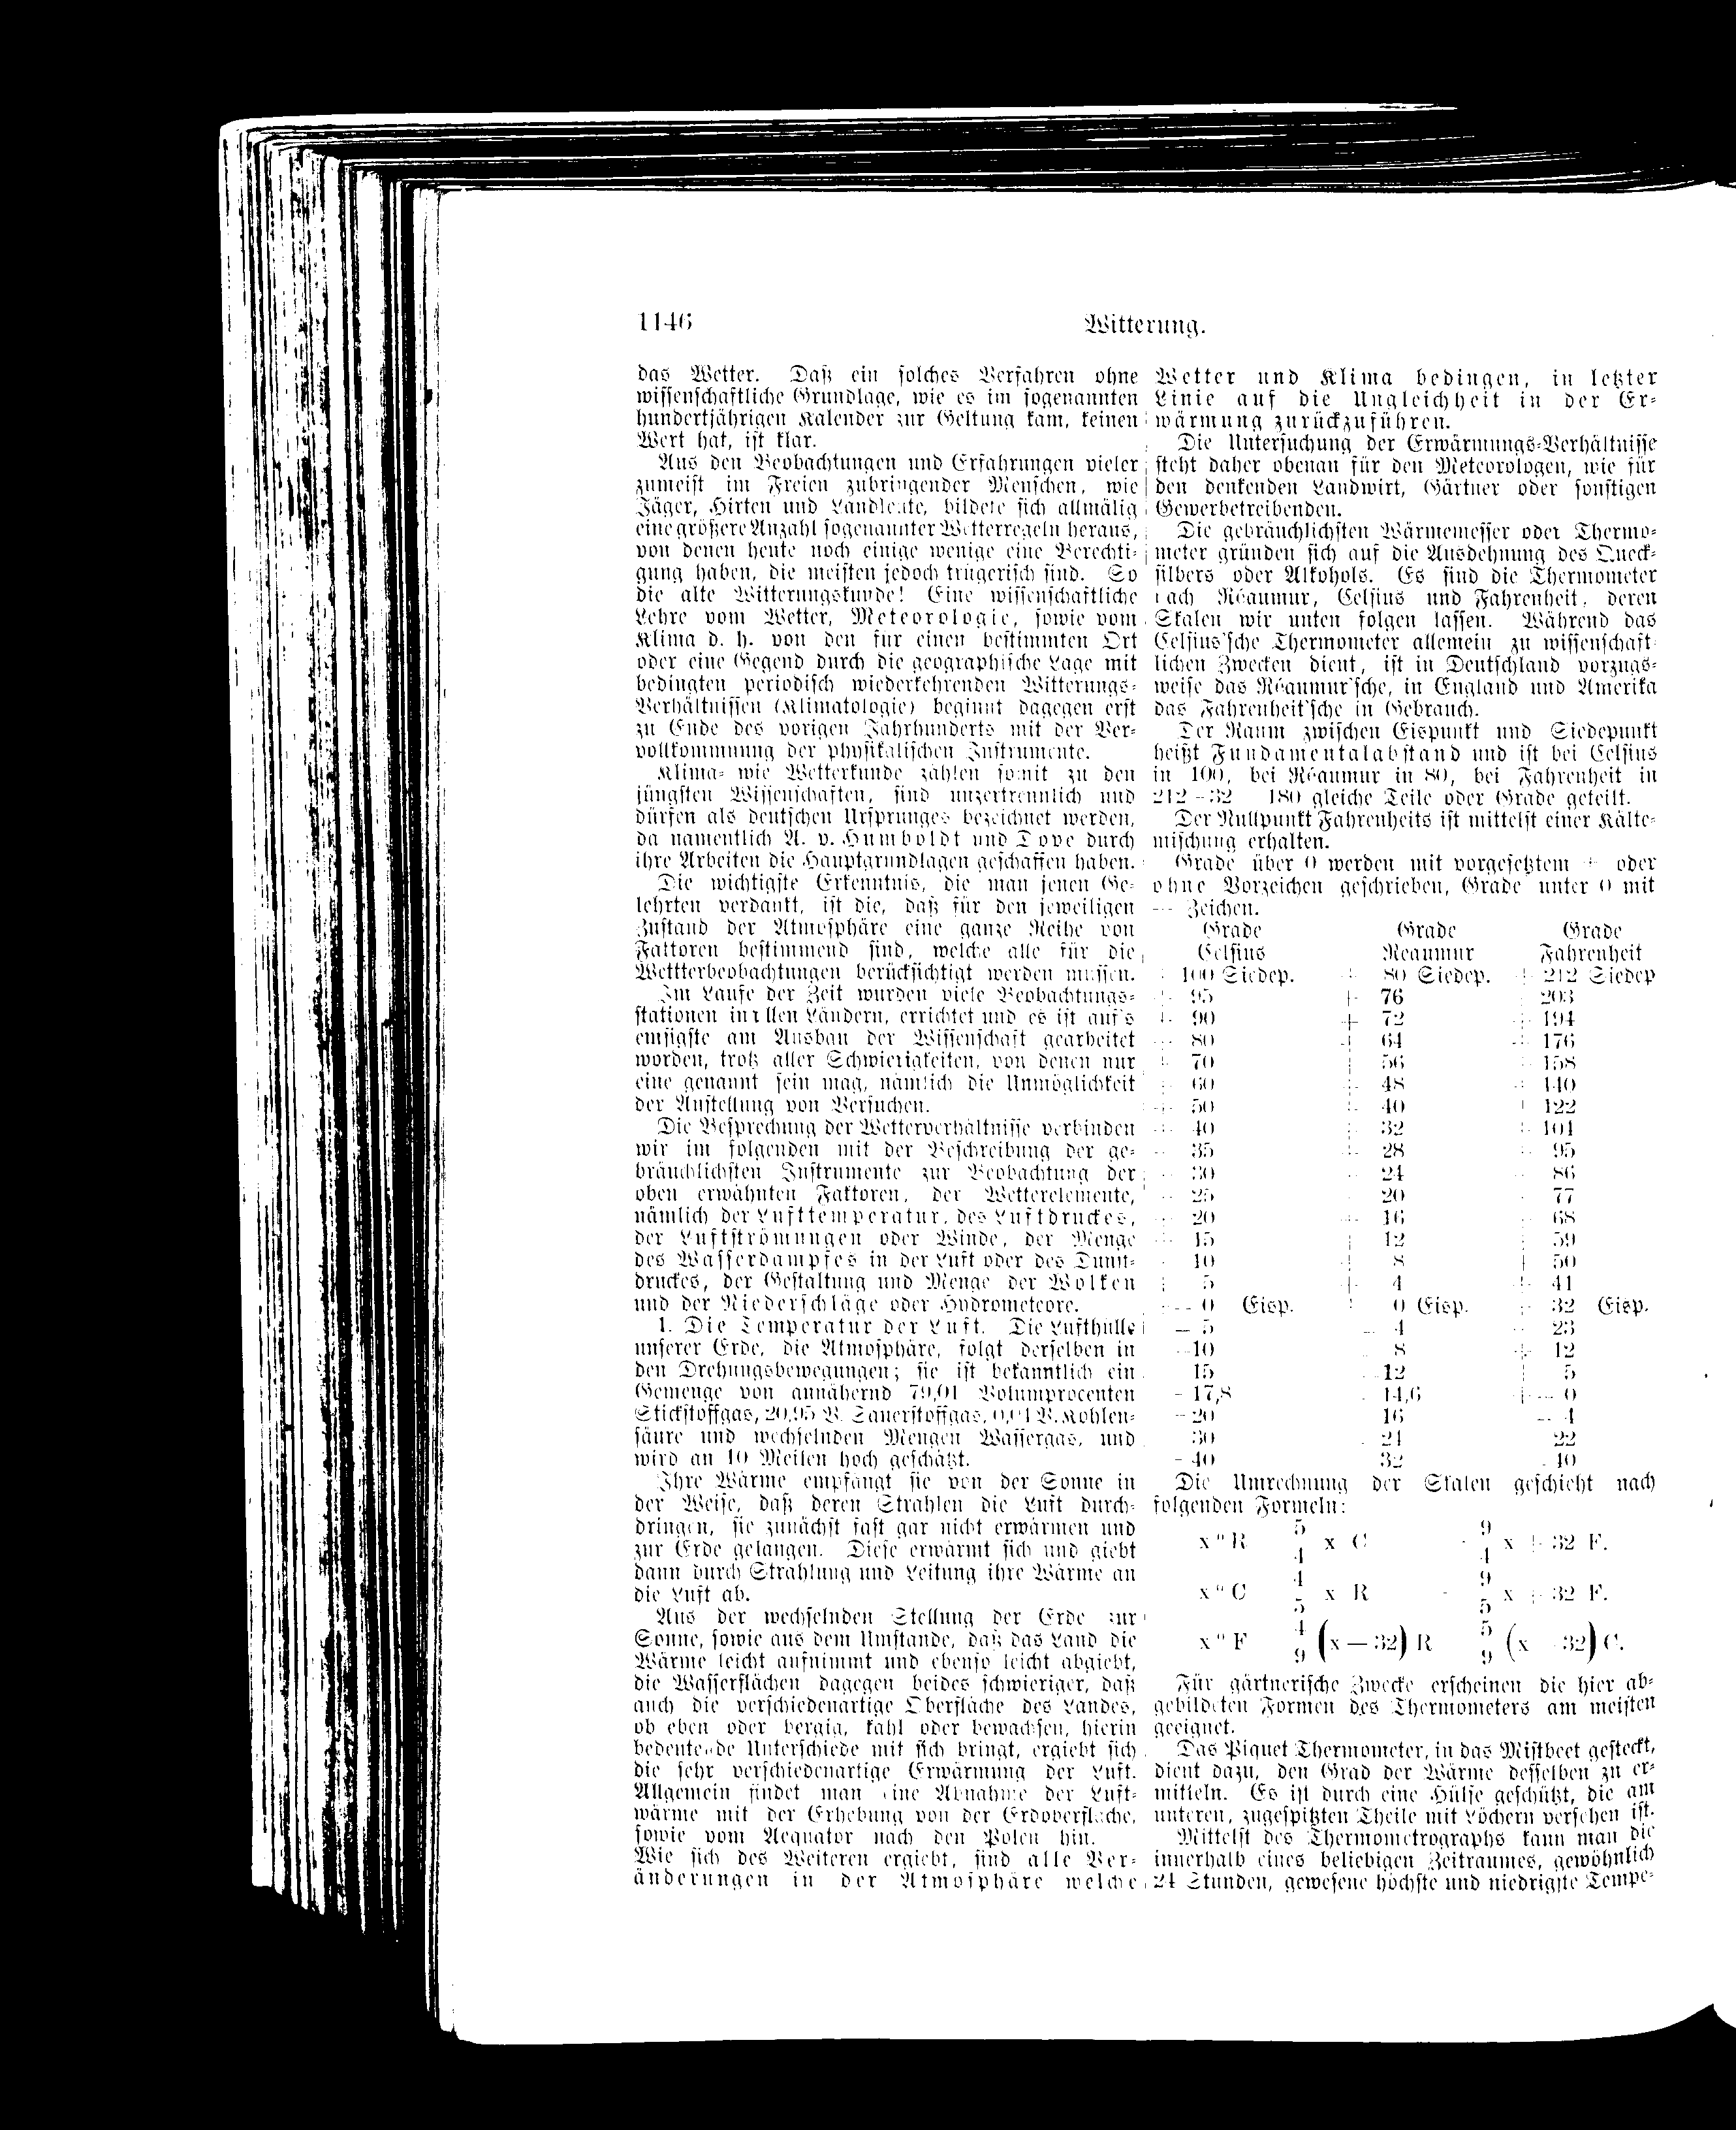 1146
Witterung.
das Wetter. Daß ein solches Verfahren ohne
wissenschaftliche Grundlage, wie es im sogenannten
hundertjährigen Kalender zur Geltung kam, keinen
Wert hat, ist klar.
Aus den Beobachtungen und Erfahrungen vieler
zumeist im Freien zubringender Menschen, wie
Jäger, Hirten und Landleute, bildete sich allmälig
eine größere Anzahl sogenannter Wetterregeln heraus,
von denen heute noch einige wenige eine Berechti-
gung haben, die meisten jedoch trügerisch sind. So
die alte Witterungskunde! Eine wissenschaftliche
Lehre vom Wetter, Meteorologie, sowie vom
Klima d. h. von den für einen bestimmten Ort
oder eine Gegend durch die geographische Lage mit
bedingten periodisch wiederkehrenden Witterungs-
Verhältnissen (Klimatologie) beginnt dagegen erst
zu Ende des vorigen Jahrhunderts mit der Ver-
vollkommnung der physikalischen Instrumente.
Klima- wie Wetterkunde zählen somit zu den
jüngsten Wissenschaften, sind unzertrennlich und
dürfen als deutschen Ursprunges bezeichnet werden,
da namentlich A. v. Humboldt und Dove durch
ihre Arbeiten die Hauptgrundlagen geschaffen haben.
Die wichtigste Erkenntnis, die man jenen Ge-
lehrten verdankt, ist die, daß für den jeweiligen
Zustand der Atmosphäre eine ganze Reihe von
Faktoren bestimmend sind, welche alle für die
Wettterbeobachtungen berücksichtigt werden müssen.
Im Laufe der Zeit wurden viele Beobachtungs-
stationen in allen Ländern, errichtet und es ist auf's
emsigste am Ausbau der Wissenschaft gearbeitet
worden, trotz aller Schwierigkeiten, von denen nur
eine genannt sein mag, nämlich die Unmöglichkeit
der Anstellung von Versuchen.
Die Besprechung der Wetterverhältnisse verbinden
wir im folgenden mit der Beschreibung der ge-
bräuchlichsten Instrumente zur Beobachtung der
oben erwähnten Faktoren, der Wetterelemente,
nämlich der Lufttemperatur, des Luftdruckes,
der Luftströmungen oder Winde, der Menge
des Wasserdampfes in der Luft oder des Dunst-
druckes, der Gestaltung und Menge der Wolken
und der Niederschläge oder Hydrometeore.
1. Die Temperatur der Luft. Die Lufthülle
unserer Erde, die Atmosphäre, folgt derselben in
den Drehungsbewegungen; sie ist bekanntlich ein
Gemenge von annähernd 79,01 Volumprocenten
Stickstoffgas, 20,95 V. Sauerstoffgas, 0,04 V. Kohlen-
säure und wechselnden Mengen Wassergas, und
wird an 10 Meilen hoch geschätzt.
Ihre Wärme empfängt sie von der Sonne in
der Weise, daß deren Strahlen die Luft durch-
dringen, sie zunächst fast gar nicht erwärmen und
zur Erde gelangen. Diese erwärmt sich und giebt
dann durch Strahlung und Leitung ihre Wärme an
die Luft ab.
Aus der wechselnden Stellung der Erde zur
Sonne, sowie aus dem Umstande, daß das Land die
Wärme leicht aufnimmt und ebenso leicht abgiebt,
die Wasserflächen dagegen beides schwieriger, daß
auch die verschiedenartige Oberfläche des Landes,
ob eben oder bergig, kahl oder bewachsen, hierin
bedeutende Unterschiede mit sich bringt, ergiebt sich
die sehr verschiedenartige Erwärmung der Luft.
Allgemein findet man eine Abnahme der Luft-
wärme mit der Erhebung von der Erdoberfläche,
sowie vom Aequator nach den Polen hin.
Wie sich des Weiteren ergiebt, sind alle Ver-
änderungen in der Atmosphäre welche
Wetter und Klima bedingen, in letzter
Linie auf die Ungleichheit in der Er-
wärmung zurückzuführen.
Die Untersuchung der Erwärmungs-Verhältnisse
steht daher obenan für den Meteorologen, wie für
den denkenden Landwirt, Gärtner oder sonstigen
Gewerbetreibenden.
Die gebräuchlichsten Wärmemesser oder Thermo-
meter gründen sich auf die Ausdehnung des Queck-
silbers oder Alkohols. Es sind die Thermometer
nach Réaumur, Celsius und Fahrenheit, deren
Skalen wir unten folgen lassen. Während das
Celsius'sche Thermometer allemein zu wissenschaft-
lichen Zwecken dient, ist in Deutschland vorzugs-
weise das Réaumur'sche, in England und Amerika
das Fahrenheit'sche in Gebrauch.
Der Raum zwischen Eispunkt und Siedepunkt
heißt Fundamentalabstand und ist bei Celsius
in 100, bei Réaumur in 80, bei Fahrenheit in
212-32 180 gleiche Teile oder Grade geteilt.
Der Nullpunkt Fahrenheits ist mittelst einer Kälte-
mischung erhalten.
Grade über 0 werden mit vorgesetztem + oder
ohne Vorzeichen geschrieben, Grade unter 0 mit
— Zeichen.
Grade Grade Grade
Celsius Reaumur Fahrenheit
+ 100 Siedep. + 80 Siedep. + 212 Siedep
+ 95 + 76 + 203
+ 90 + 72 + 194
+ 80 + 64 + 176
+ 70 + 56 + 158
+ 60 + 48 + 140
+ 50 + 40 + 122
+ 40 + 32 + 104
+ 35 + 28 + 95
+ 30 + 24 + 86
+ 25 + 20 + 77
+ 20 + 16 + 68
+ 15 + 12 + 59
+ 10 + 8 + 50
+ 5 + 4 + 41
+— 0 Eisp. + 0 Eisp. + 32 Eisp.
— 5 — 4 + 23
—10 8 + 12
15 12 + 5
— 17,8 14,6 +— 0
—20 16 — 4
30 24 22
— 40 32 40
Die Umrechnung der Skalen geschieht nach
folgenden Formeln:
x° R 5/4 x C 9/4 x + 32 F.
x° C 4/5 x R 9/5 x + 32 F.
x° F 4/9 (x — 32) R 5/9 (x — 32) C.
Für gärtnerische Zwecke erscheinen die hier ab-
gebildeten Formen des Thermometers am meisten
geeignet.
Das Piquet Thermometer, in das Mistbeet gesteckt,
dient dazu, den Grad der Wärme desselben zu er-
mitteln. Es ist durch eine Hülse geschützt, die am
unteren, zugespitzten Theile mit Löchern versehen ist.
Mittelst des Thermometrographs kann man die
innerhalb eines beliebigen Zeitraumes, gewöhnlich
24 Stunden, gewesene höchste und niedrigste Tempe-